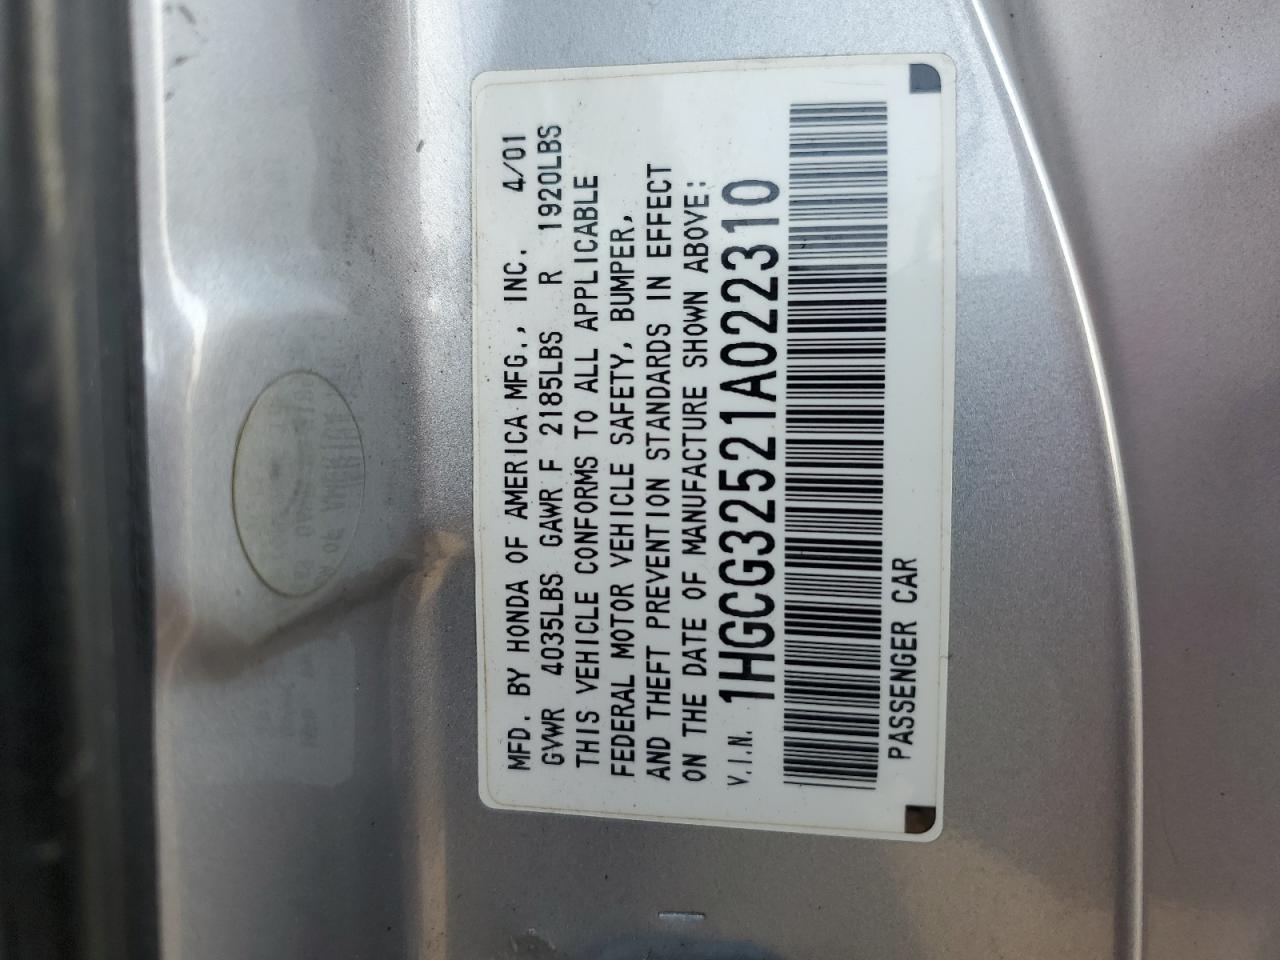 MFD. BY HONDA OF AMERICA MFG., INC. 4/01
GVWR 4035LBS GAWR F 2185LBS R 1920LBS
THIS VEHICLE CONFORMS TO ALL APPLICABLE
FEDERAL MOTOR VEHICLE SAFETY, BUMPER,
AND THEFT PREVENTION STANDARDS IN EFFECT
ON THE DATE OF MANUFACTURE SHOWN ABOVE:
V.I.N. 1HGCG32521A022310
PASSENGER CAR